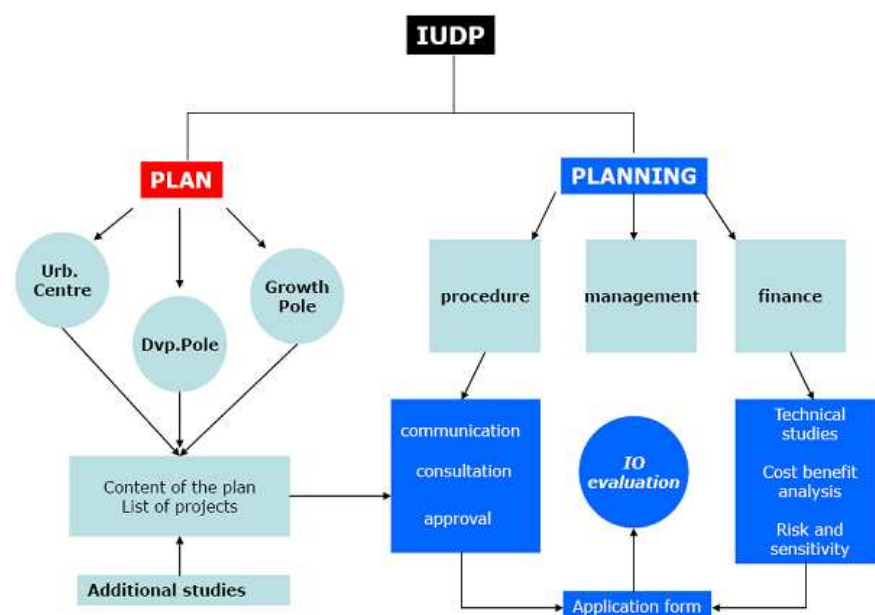 IUDP
PLAN
PLANNING
Urb.
Centre
Dvp.Pole
Growth
Pole
procedure
management
finance
Content of the plan
List of projects
Additional studies
communication
consultation
approval
IO
evaluation
Technical
studies
Cost benefit
analysis
Risk and
sensitivity
Application form